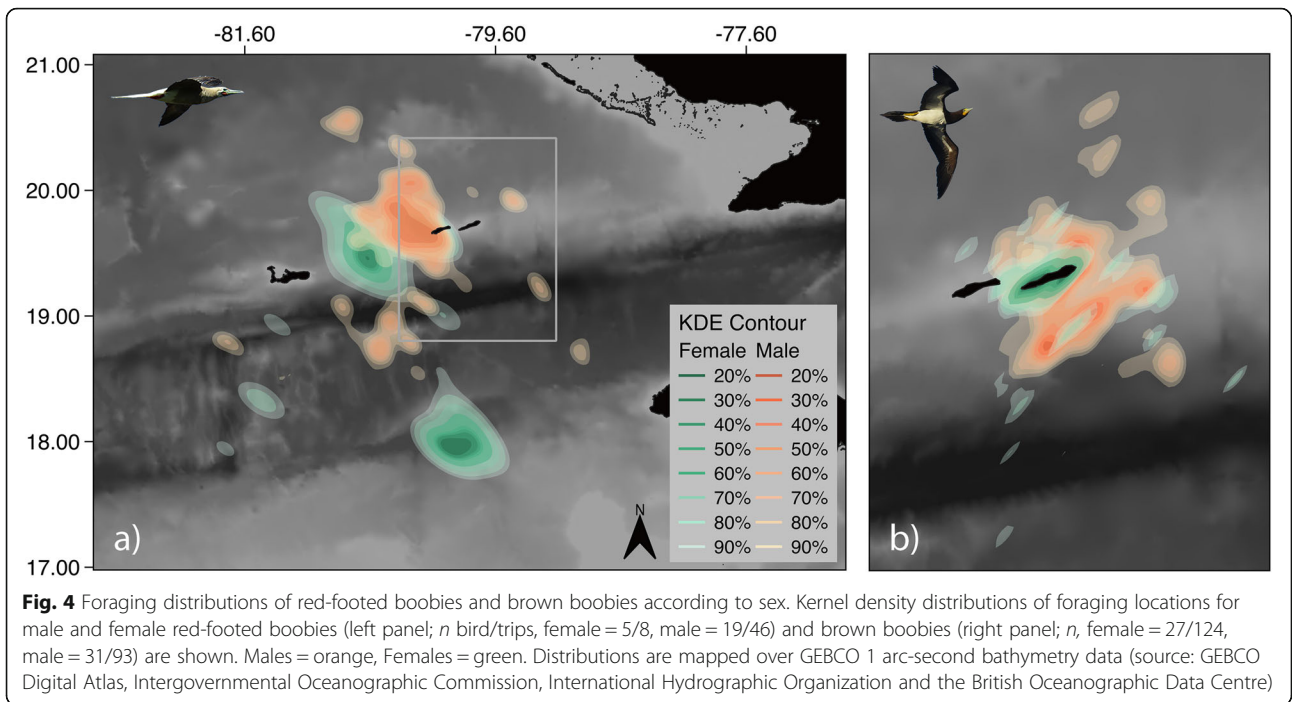 -81.60 -79.60 -77.60
21.00
20.00
19.00
18.00
17.00
a)
N
KDE Contour
Female Male
20% 20%
30% 30%
40% 40%
50% 50%
60% 60%
70% 70%
80% 80%
90% 90%
b)
Fig. 4 Foraging distributions of red-footed boobies and brown boobies according to sex. Kernel density distributions of foraging locations for
male and female red-footed boobies (left panel; n bird/trips, female = 5/8, male = 19/46) and brown boobies (right panel; n, female = 27/124,
male = 31/93) are shown. Males = orange, Females = green. Distributions are mapped over GEBCO 1 arc-second bathymetry data (source: GEBCO
Digital Atlas, Intergovernmental Oceanographic Commission, International Hydrographic Organization and the British Oceanographic Data Centre)